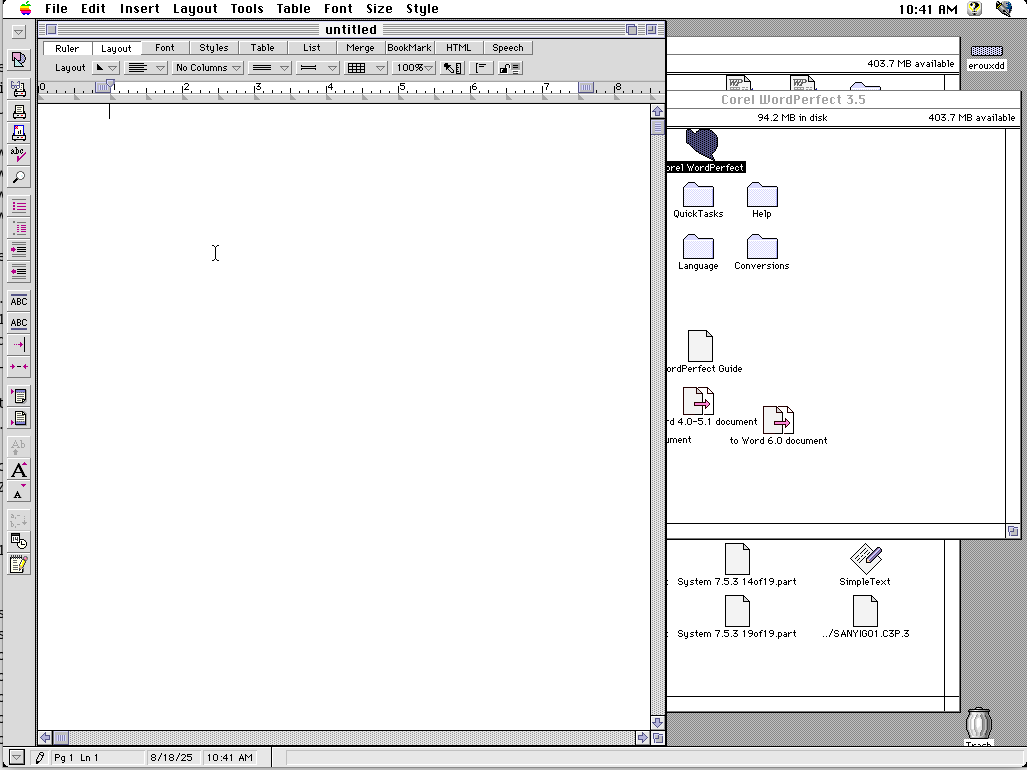 File Edit Insert Layout Tools Table Font Size Style 10:41 AM
untitled
Ruler Layout Font Styles Table List Merge BookMark HTML Speech
Layout No Columns 100%
0 1 2 3 4 5 6 7 8
403.7 MB available
erouxdd
Corel WordPerfect 3.5
94.2 MB in disk 403.7 MB available
orel WordPerfect
QuickTasks Help
Language Conversions
ordPerfect Guide
rd 4.0-5.1 document
ument to Word 6.0 document
abc
ABC
ABC
Ab
A
A
System 7.5.3 14of19.part SimpleText
System 7.5.3 19of19.part ../SANYIG01.C3P.3
Trash
Pg 1 Ln 1 8/18/25 10:41 AM